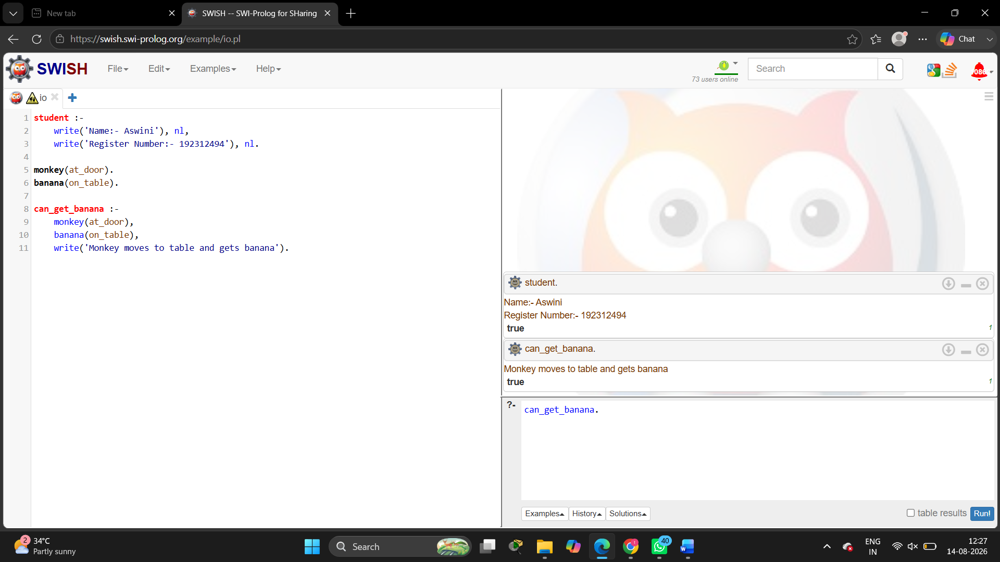 New tab
SWISH -- SWI-Prolog for SHaring
https://swish.swi-prolog.org/example/io.pl
Chat
SWISH
File
Edit
Examples
Help
73 users online
Search
086
io
1 student :-
2 write('Name:- Aswini'), nl,
3 write('Register Number:- 192312494'), nl.
4
5 monkey(at_door).
6 banana(on_table).
7
8 can_get_banana :-
9 monkey(at_door),
10 banana(on_table),
11 write('Monkey moves to table and gets banana').
student.
Name:- Aswini
Register Number:- 192312494
true
1
can_get_banana.
Monkey moves to table and gets banana
true
1
?- can_get_banana.
Examples
History
Solutions
table results
Run!
2
34°C
Partly sunny
Search
40
ENG
IN
12:27
14-08-2026